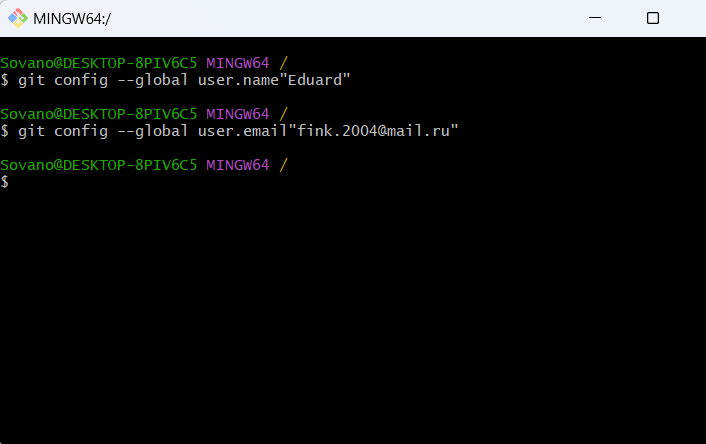 MINGW64:/
Sovano@DESKTOP-8PIV6C5 MINGW64 /
$ git config --global user.name"Eduard"
Sovano@DESKTOP-8PIV6C5 MINGW64 /
$ git config --global user.email"fink.2004@mail.ru"
Sovano@DESKTOP-8PIV6C5 MINGW64 /
$